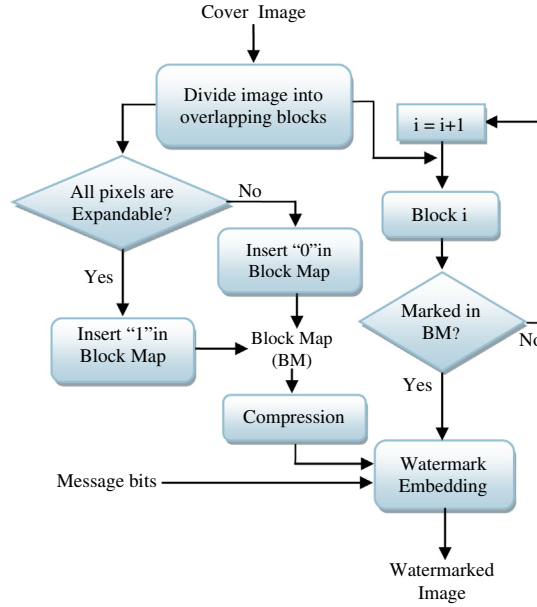 Cover Image
Divide image into
overlapping blocks
i = i+1
All pixels are
Expandable?
No
Block i
Insert “0”in
Block Map
Yes
Marked in
BM?
No
Insert “1”in
Block Map
Block Map
(BM)
Yes
Compression
Watermark
Embedding
Message bits
Watermarked
Image